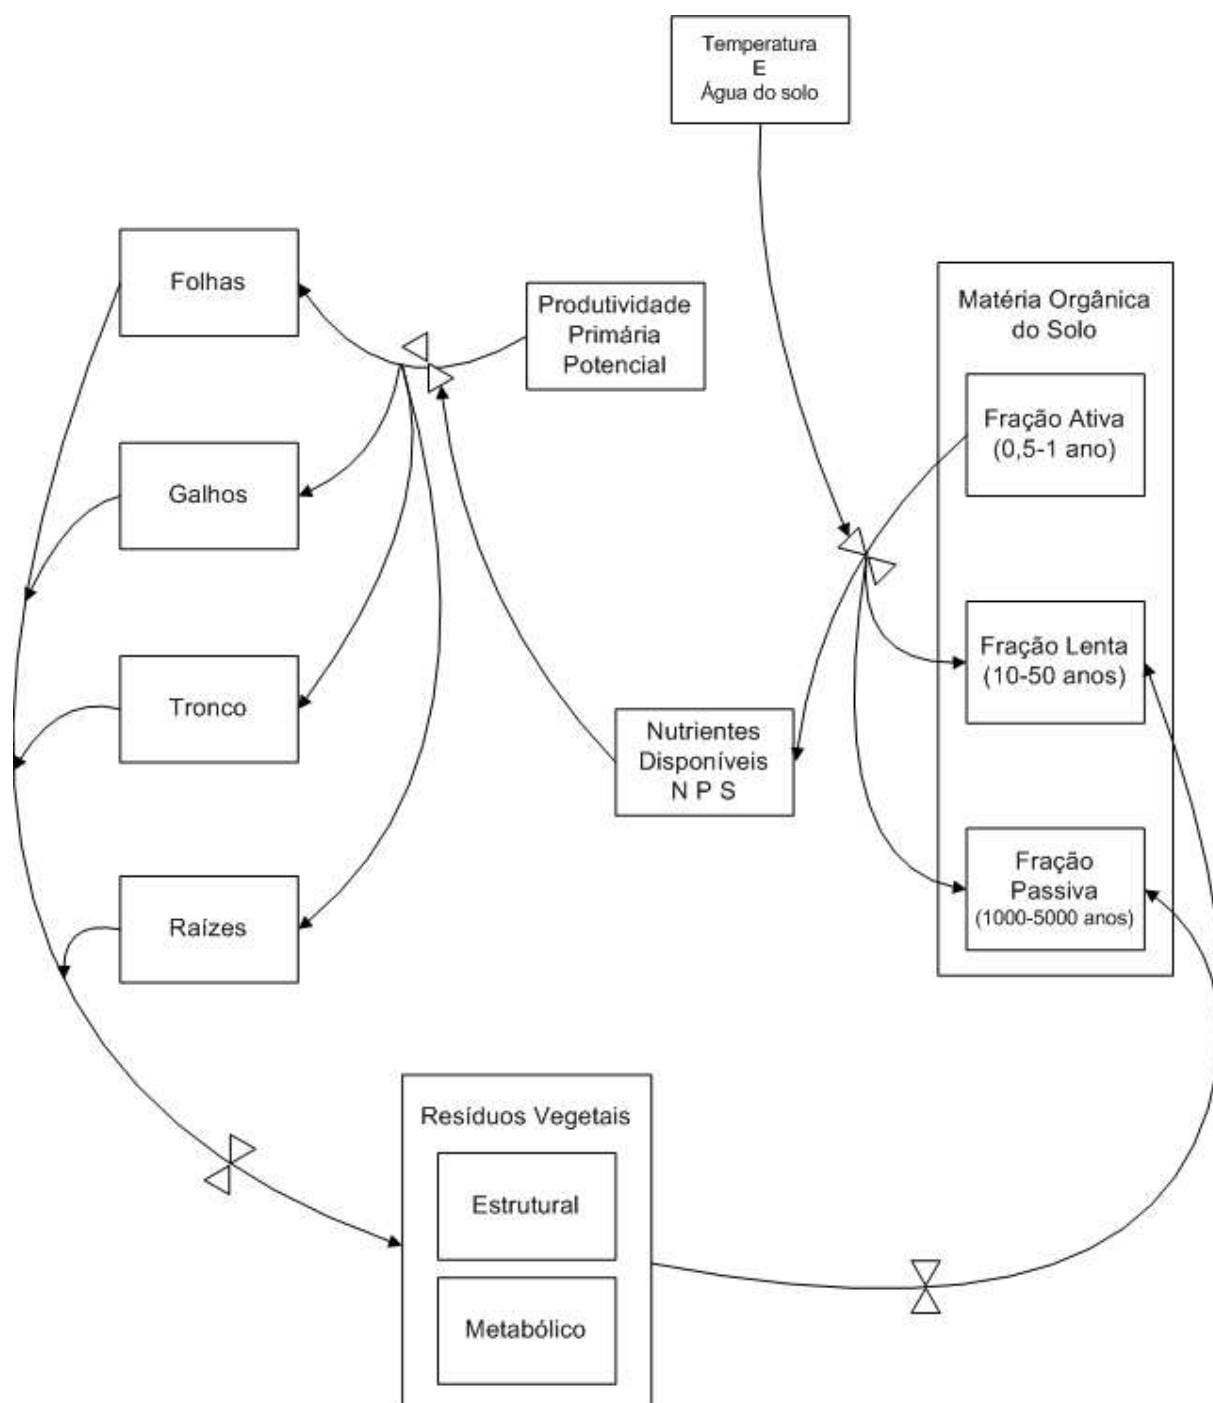 Temperatura
E
Água do solo
Folhas
Produtividade
Primária
Potencial
Matéria Orgânica
do Solo
Fração Ativa
(0,5-1 ano)
Galhos
Fração Lenta
(10-50 anos)
Tronco
Nutrientes
Disponíveis
N P S
Fração
Passiva
(1000-5000 anos)
Raízes
Resíduos Vegetais
Estrutural
Metabólico